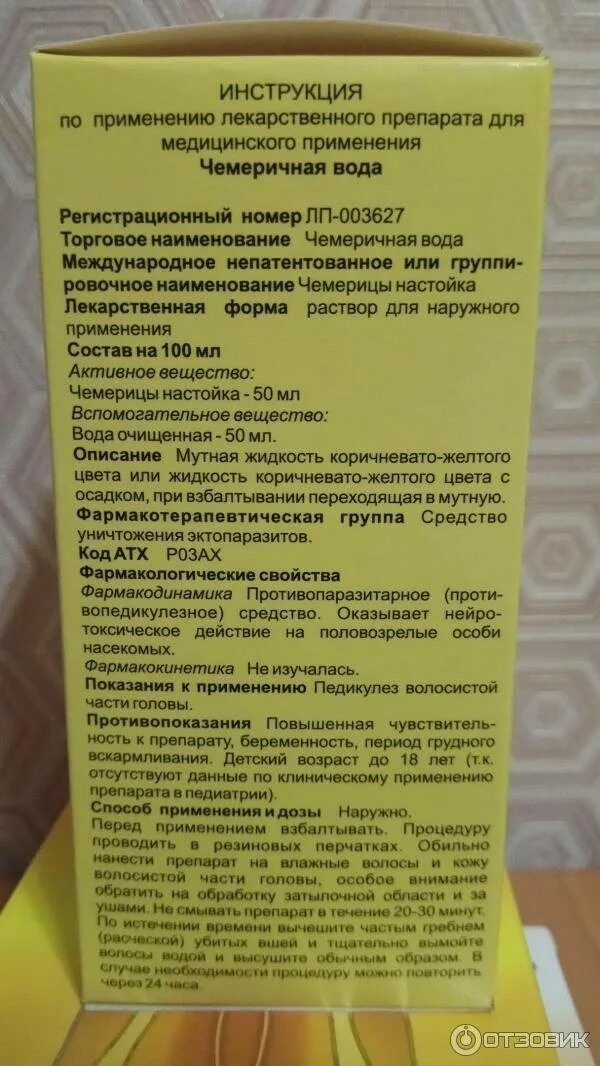 ИНСТРУКЦИЯ
по применению лекарственного препарата для
медицинского применения
Чемеричная вода
Регистрационный номер ЛП-003627
Торговое наименование Чемеричная вода
Международное непатентованное или группи-
ровочное наименование Чемерицы настойка
Лекарственная форма раствор для наружного
применения
Состав на 100 мл
Активное вещество:
Чемерицы настойка - 50 мл
Вспомогательное вещество:
Вода очищенная - 50 мл.
Описание Мутная жидкость коричневато-желтого
цвета или жидкость коричневато-желтого цвета с
осадком, при взбалтывании переходящая в мутную.
Фармакотерапевтическая группа Средство
уничтожения эктопаразитов.
Код АТХ P03AX
Фармакологические свойства
Фармакодинамика Противопаразитарное (проти-
вопедикулезное) средство. Оказывает нейро-
токсическое действие на половозрелые особи
насекомых.
Фармакокинетика Не изучалась.
Показания к применению Педикулез волосистой
части головы.
Противопоказания Повышенная чувствитель-
ность к препарату, беременность, период грудного
вскармливания. Детский возраст до 18 лет (т.к.
отсутствуют данные по клиническому применению
препарата в педиатрии).
Способ применения и дозы Наружно.
Перед применением взбалтывать. Процедуру
проводить в резиновых перчатках. Обильно
нанести препарат на влажные волосы и кожу
волосистой части головы, особое внимание
обратить на обработку затылочной области и за
ушами. Не смывать препарат в течение 20-30 минут.
По истечении времени вычешите частым гребнем
(расческой) убитых вшей и тщательно вымойте
волосы водой и высушите обычным образом. В
случае необходимости процедуру можно повторить
через 24 часа.
ОТЗОВИК